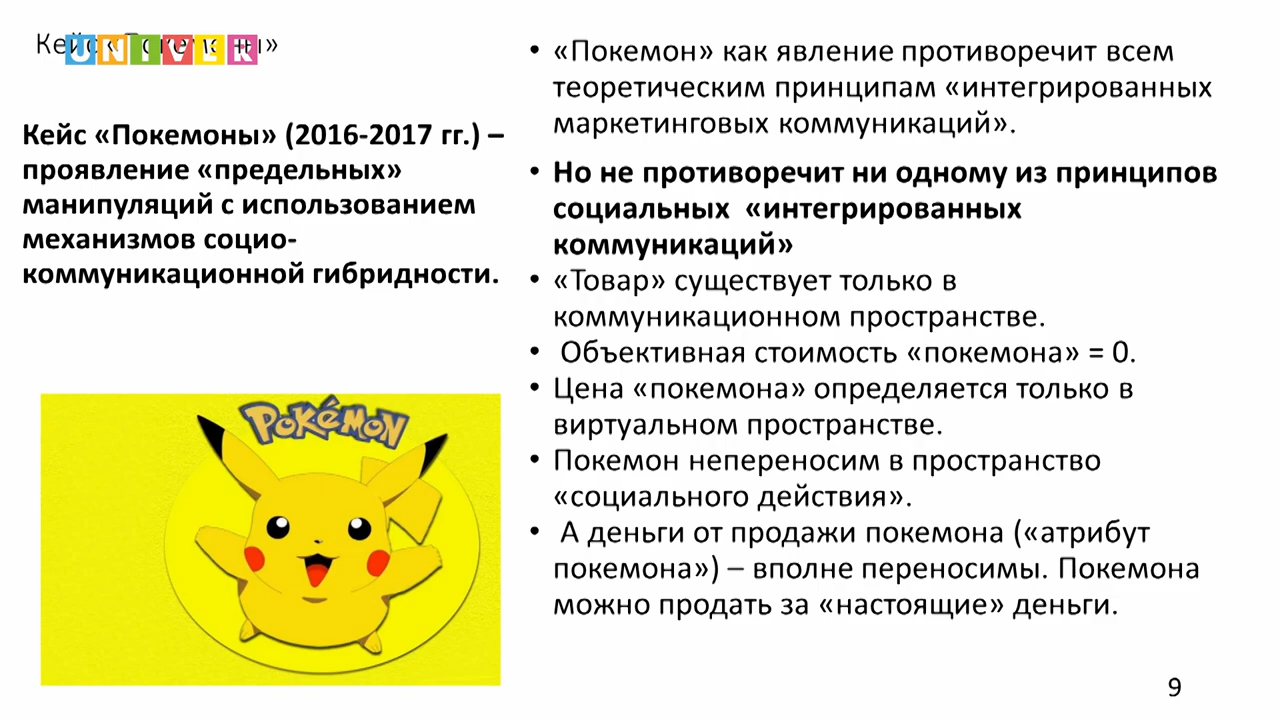 Кейс «Покемоны»
UNIVER
Кейс «Покемоны» (2016-2017 гг.) –
проявление «предельных»
манипуляций с использованием
механизмов социо-
коммуникационной гибридности.
POKéMON
• «Покемон» как явление противоречит всем
теоретическим принципам «интегрированных
маркетинговых коммуникаций».
• Но не противоречит ни одному из принципов
социальных «интегрированных
коммуникаций»
• «Товар» существует только в
коммуникационном пространстве.
• Объективная стоимость «покемона» = 0.
• Цена «покемона» определяется только в
виртуальном пространстве.
• Покемон непереносим в пространство
«социального действия».
• А деньги от продажи покемона («атрибут
покемона») – вполне переносимы. Покемона
можно продать за «настоящие» деньги.
9